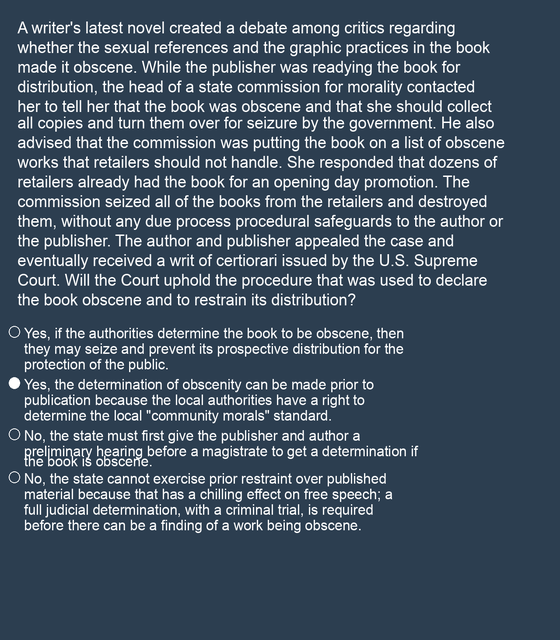 A writer's latest novel created a debate among critics regarding
whether the sexual references and the graphic practices in the book
made it obscene. While the publisher was readying the book for
distribution, the head of a state commission for morality contacted
her to tell her that the book was obscene and that she should collect
all copies and turn them over for seizure by the government. He also
advised that the commission was putting the book on a list of obscene
works that retailers should not handle. She responded that dozens of
retailers already had the book for an opening day promotion. The
commission seized all of the books from the retailers and destroyed
them, without any due process procedural safeguards to the author or
the publisher. The author and publisher appealed the case and
eventually received a writ of certiorari issued by the U.S. Supreme
Court. Will the Court uphold the procedure that was used to declare
the book obscene and to restrain its distribution?
Yes, if the authorities determine the book to be obscene, then
they may seize and prevent its prospective distribution for the
protection of the public.
Yes, the determination of obscenity can be made prior to
publication because the local authorities have a right to
determine the local "community morals" standard.
No, the state must first give the publisher and author a
preliminary hearing before a magistrate to get a determination if
the book is obscene.
No, the state cannot exercise prior restraint over published
material because that has a chilling effect on free speech; a
full judicial determination, with a criminal trial, is required
before there can be a finding of a work being obscene.